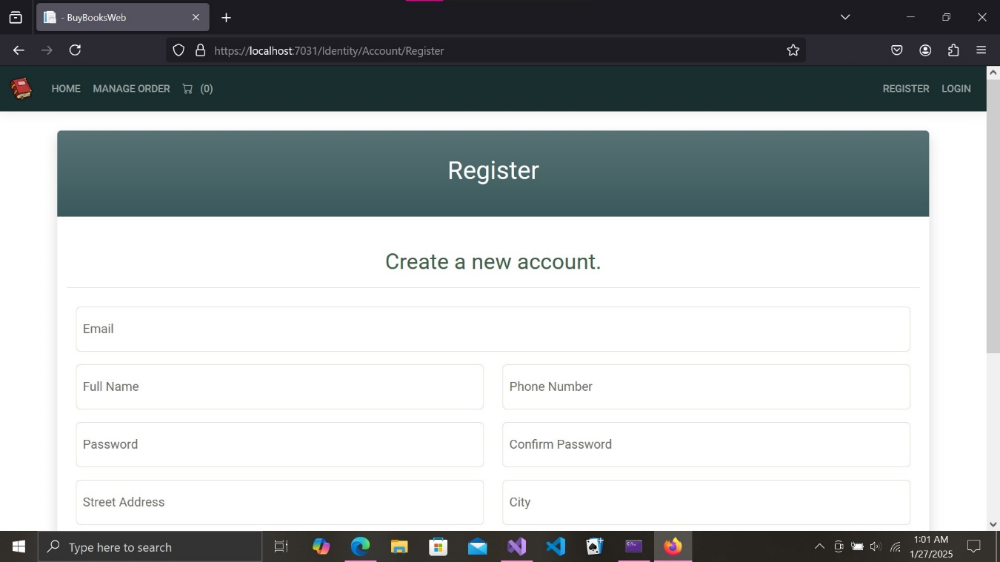 - BuyBooksWeb
https://localhost:7031/Identity/Account/Register
HOME MANAGE ORDER (0) REGISTER LOGIN
Register
Create a new account.
Email
Full Name Phone Number
Password Confirm Password
Street Address City
Type here to search
1:01 AM
1/27/2025